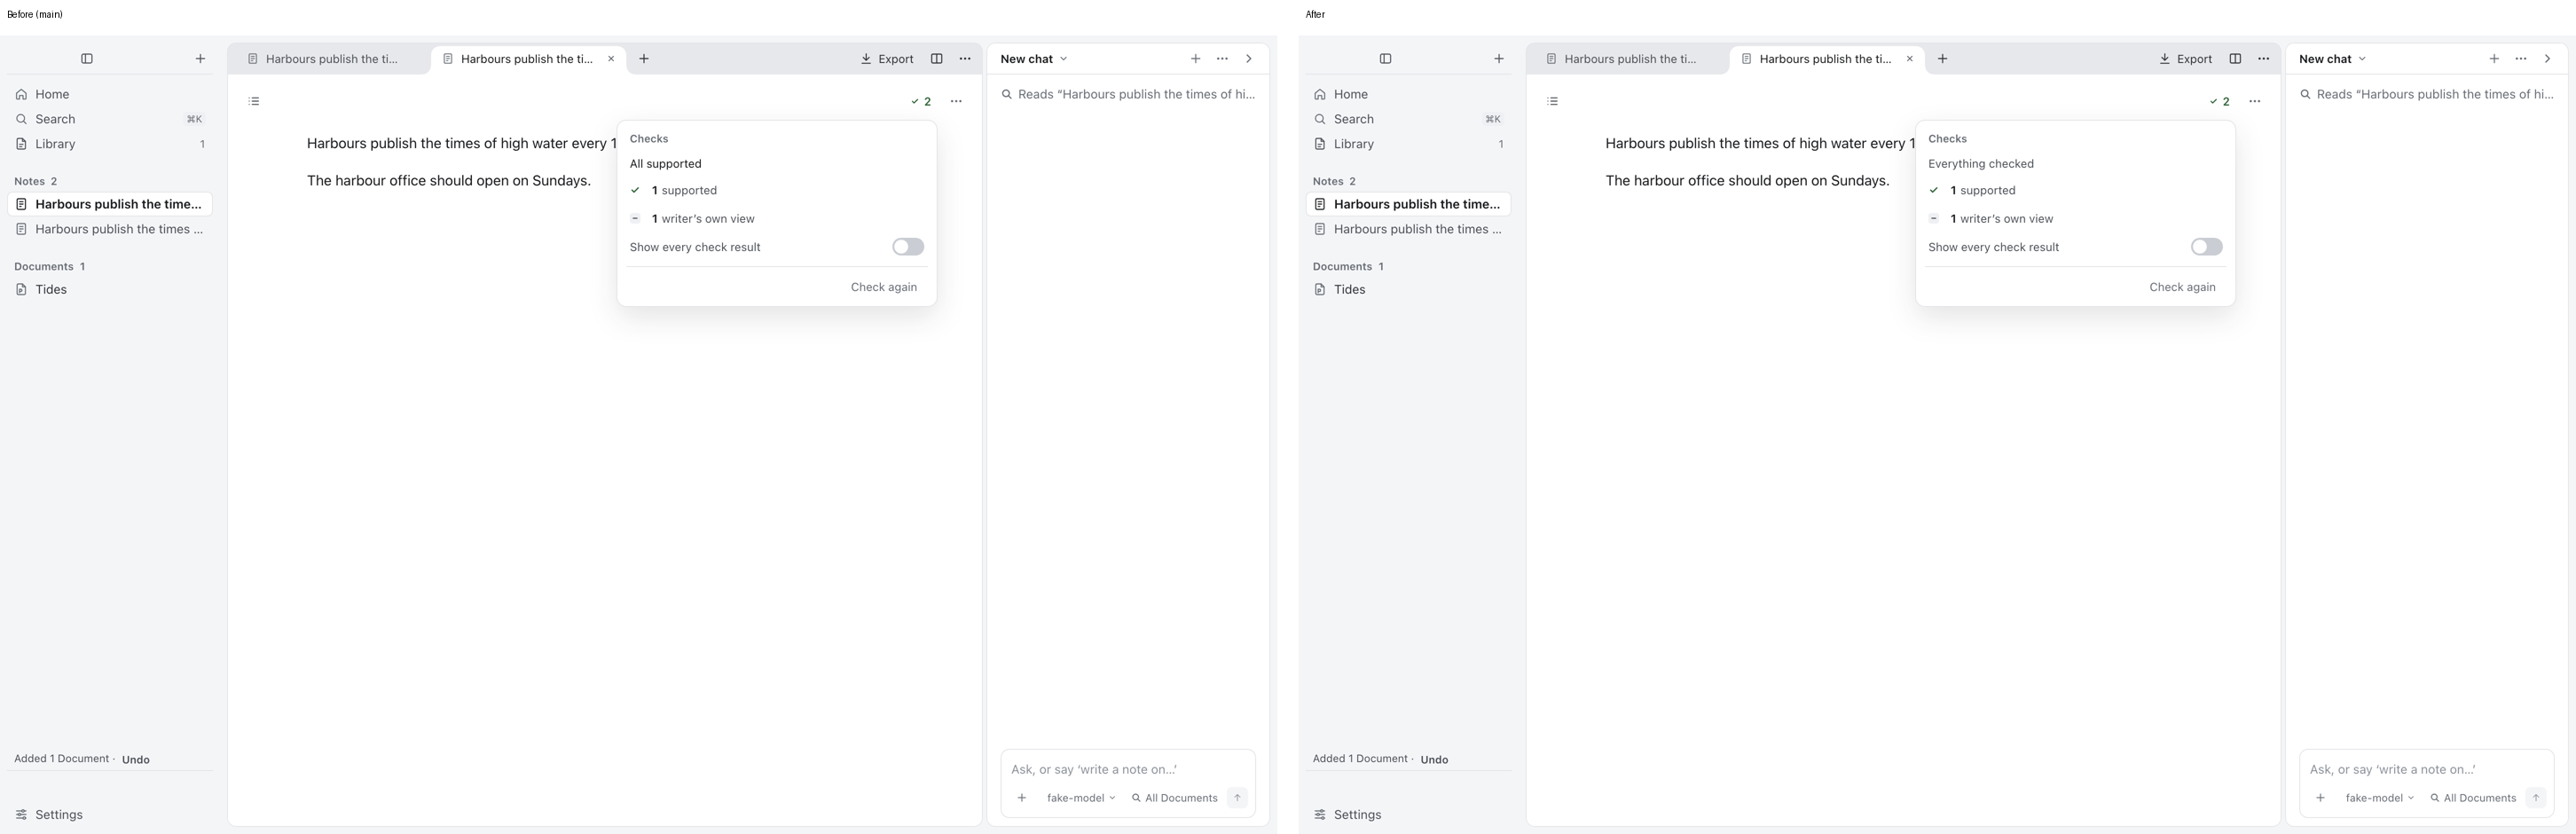 Before (main)
Harbours publish the ti...
Harbours publish the ti...
Export
New chat
Home
Search ⌘K
Library 1
Notes 2
Harbours publish the time...
Harbours publish the times ...
Documents 1
Tides
Added 1 Document · Undo
Settings
2
Harbours publish the times of high water every 1
The harbour office should open on Sundays.
Checks
All supported
1 supported
1 writer’s own view
Show every check result
Check again
Reads “Harbours publish the times of hi...
Ask, or say ‘write a note on...’
fake-model
All Documents
After
Harbours publish the ti...
Harbours publish the ti...
Export
New chat
Home
Search ⌘K
Library 1
Notes 2
Harbours publish the time...
Harbours publish the times ...
Documents 1
Tides
Added 1 Document · Undo
Settings
2
Harbours publish the times of high water every 1
The harbour office should open on Sundays.
Checks
Everything checked
1 supported
1 writer’s own view
Show every check result
Check again
Reads “Harbours publish the times of hi...
Ask, or say ‘write a note on...’
fake-model
All Documents